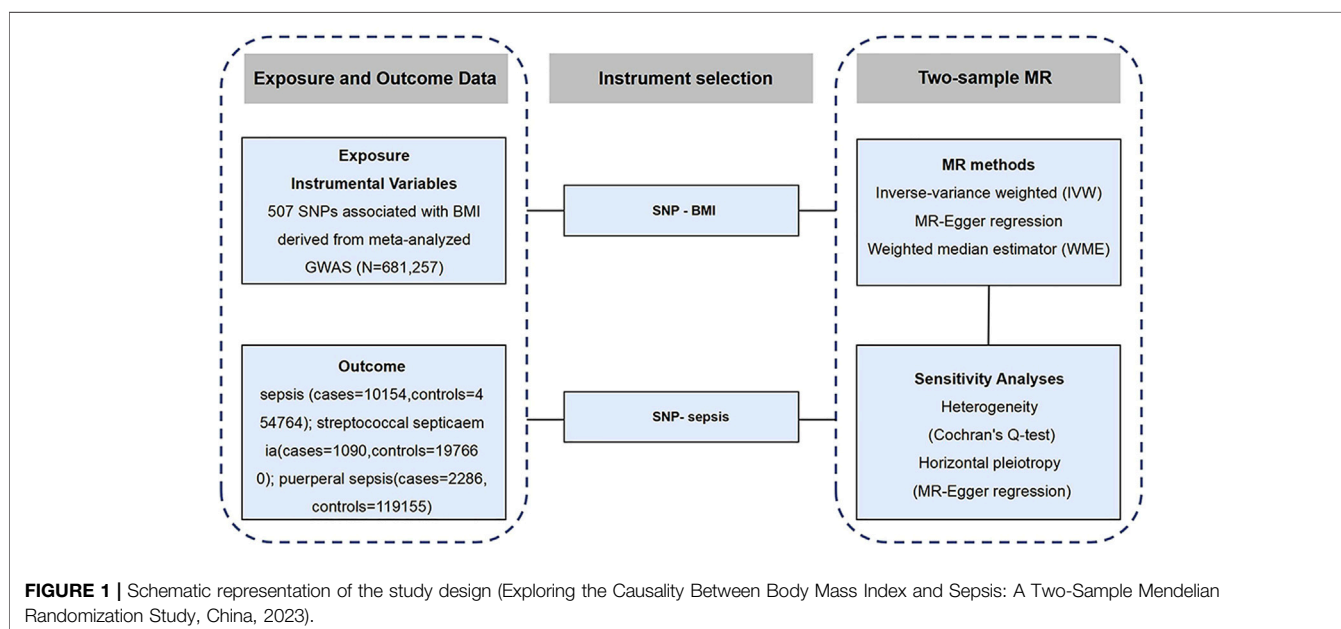 Exposure and Outcome Data
Instrument selection
Two-sample MR
Exposure
Instrumental Variables
507 SNPs associated with BMI
derived from meta-analyzed
GWAS (N=681,257)
SNP - BMI
MR methods
Inverse-variance weighted (IVW)
MR-Egger regression
Weighted median estimator (WME)
Outcome
sepsis (cases=10154,controls=4
54764); streptococcal septicaem
ia(cases=1090,controls=19766
0); puerperal sepsis(cases=2286,
controls=119155)
SNP- sepsis
Sensitivity Analyses
Heterogeneity
(Cochran's Q-test)
Horizontal pleiotropy
(MR-Egger regression)
FIGURE 1 | Schematic representation of the study design (Exploring the Causality Between Body Mass Index and Sepsis: A Two-Sample Mendelian
Randomization Study, China, 2023).